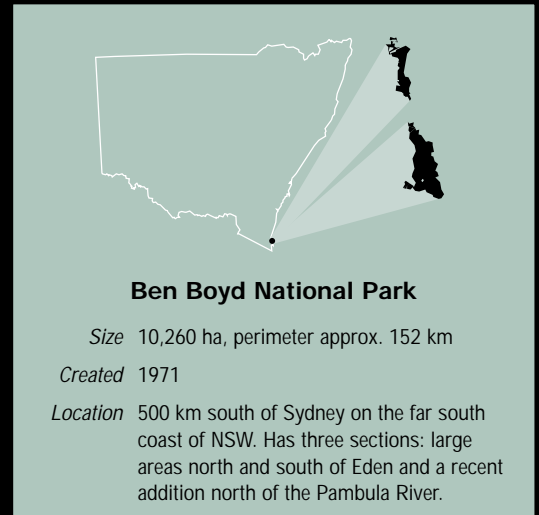 Ben Boyd National Park
Size 10,260 ha, perimeter approx. 152 km
Created 1971
Location 500 km south of Sydney on the far south
coast of NSW. Has three sections: large
areas north and south of Eden and a recent
addition north of the Pambula River.